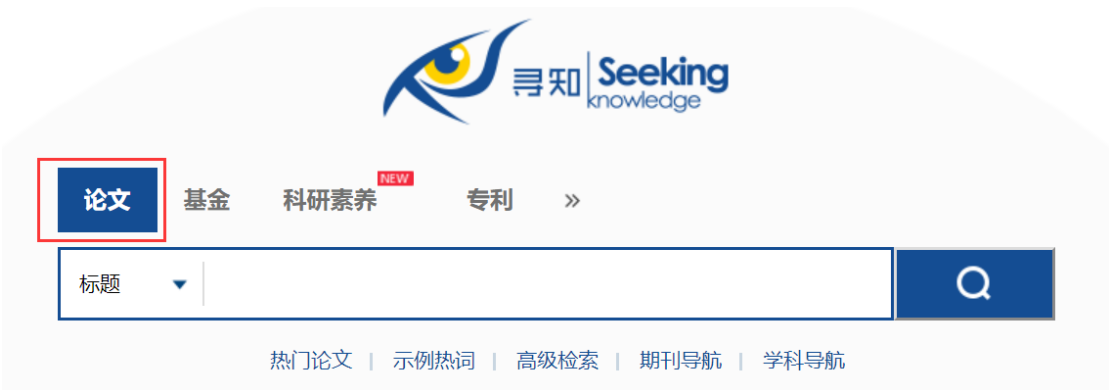 寻知 Seeking
knowledge
论文 基金 科研素养 NEW 专利 »
标题
热门论文 | 示例热词 | 高级检索 | 期刊导航 | 学科导航